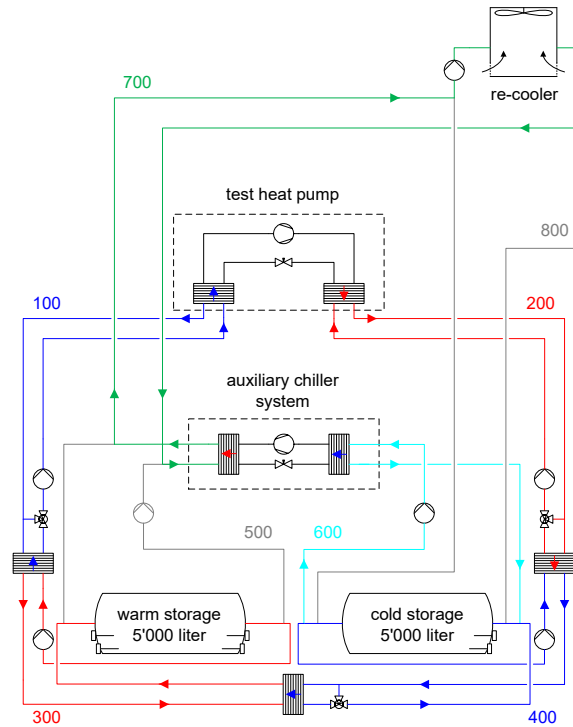 700
re-cooler
test heat pump
800
100
200
auxiliary chiller
system
500
600
warm storage
5'000 liter
cold storage
5'000 liter
300
400